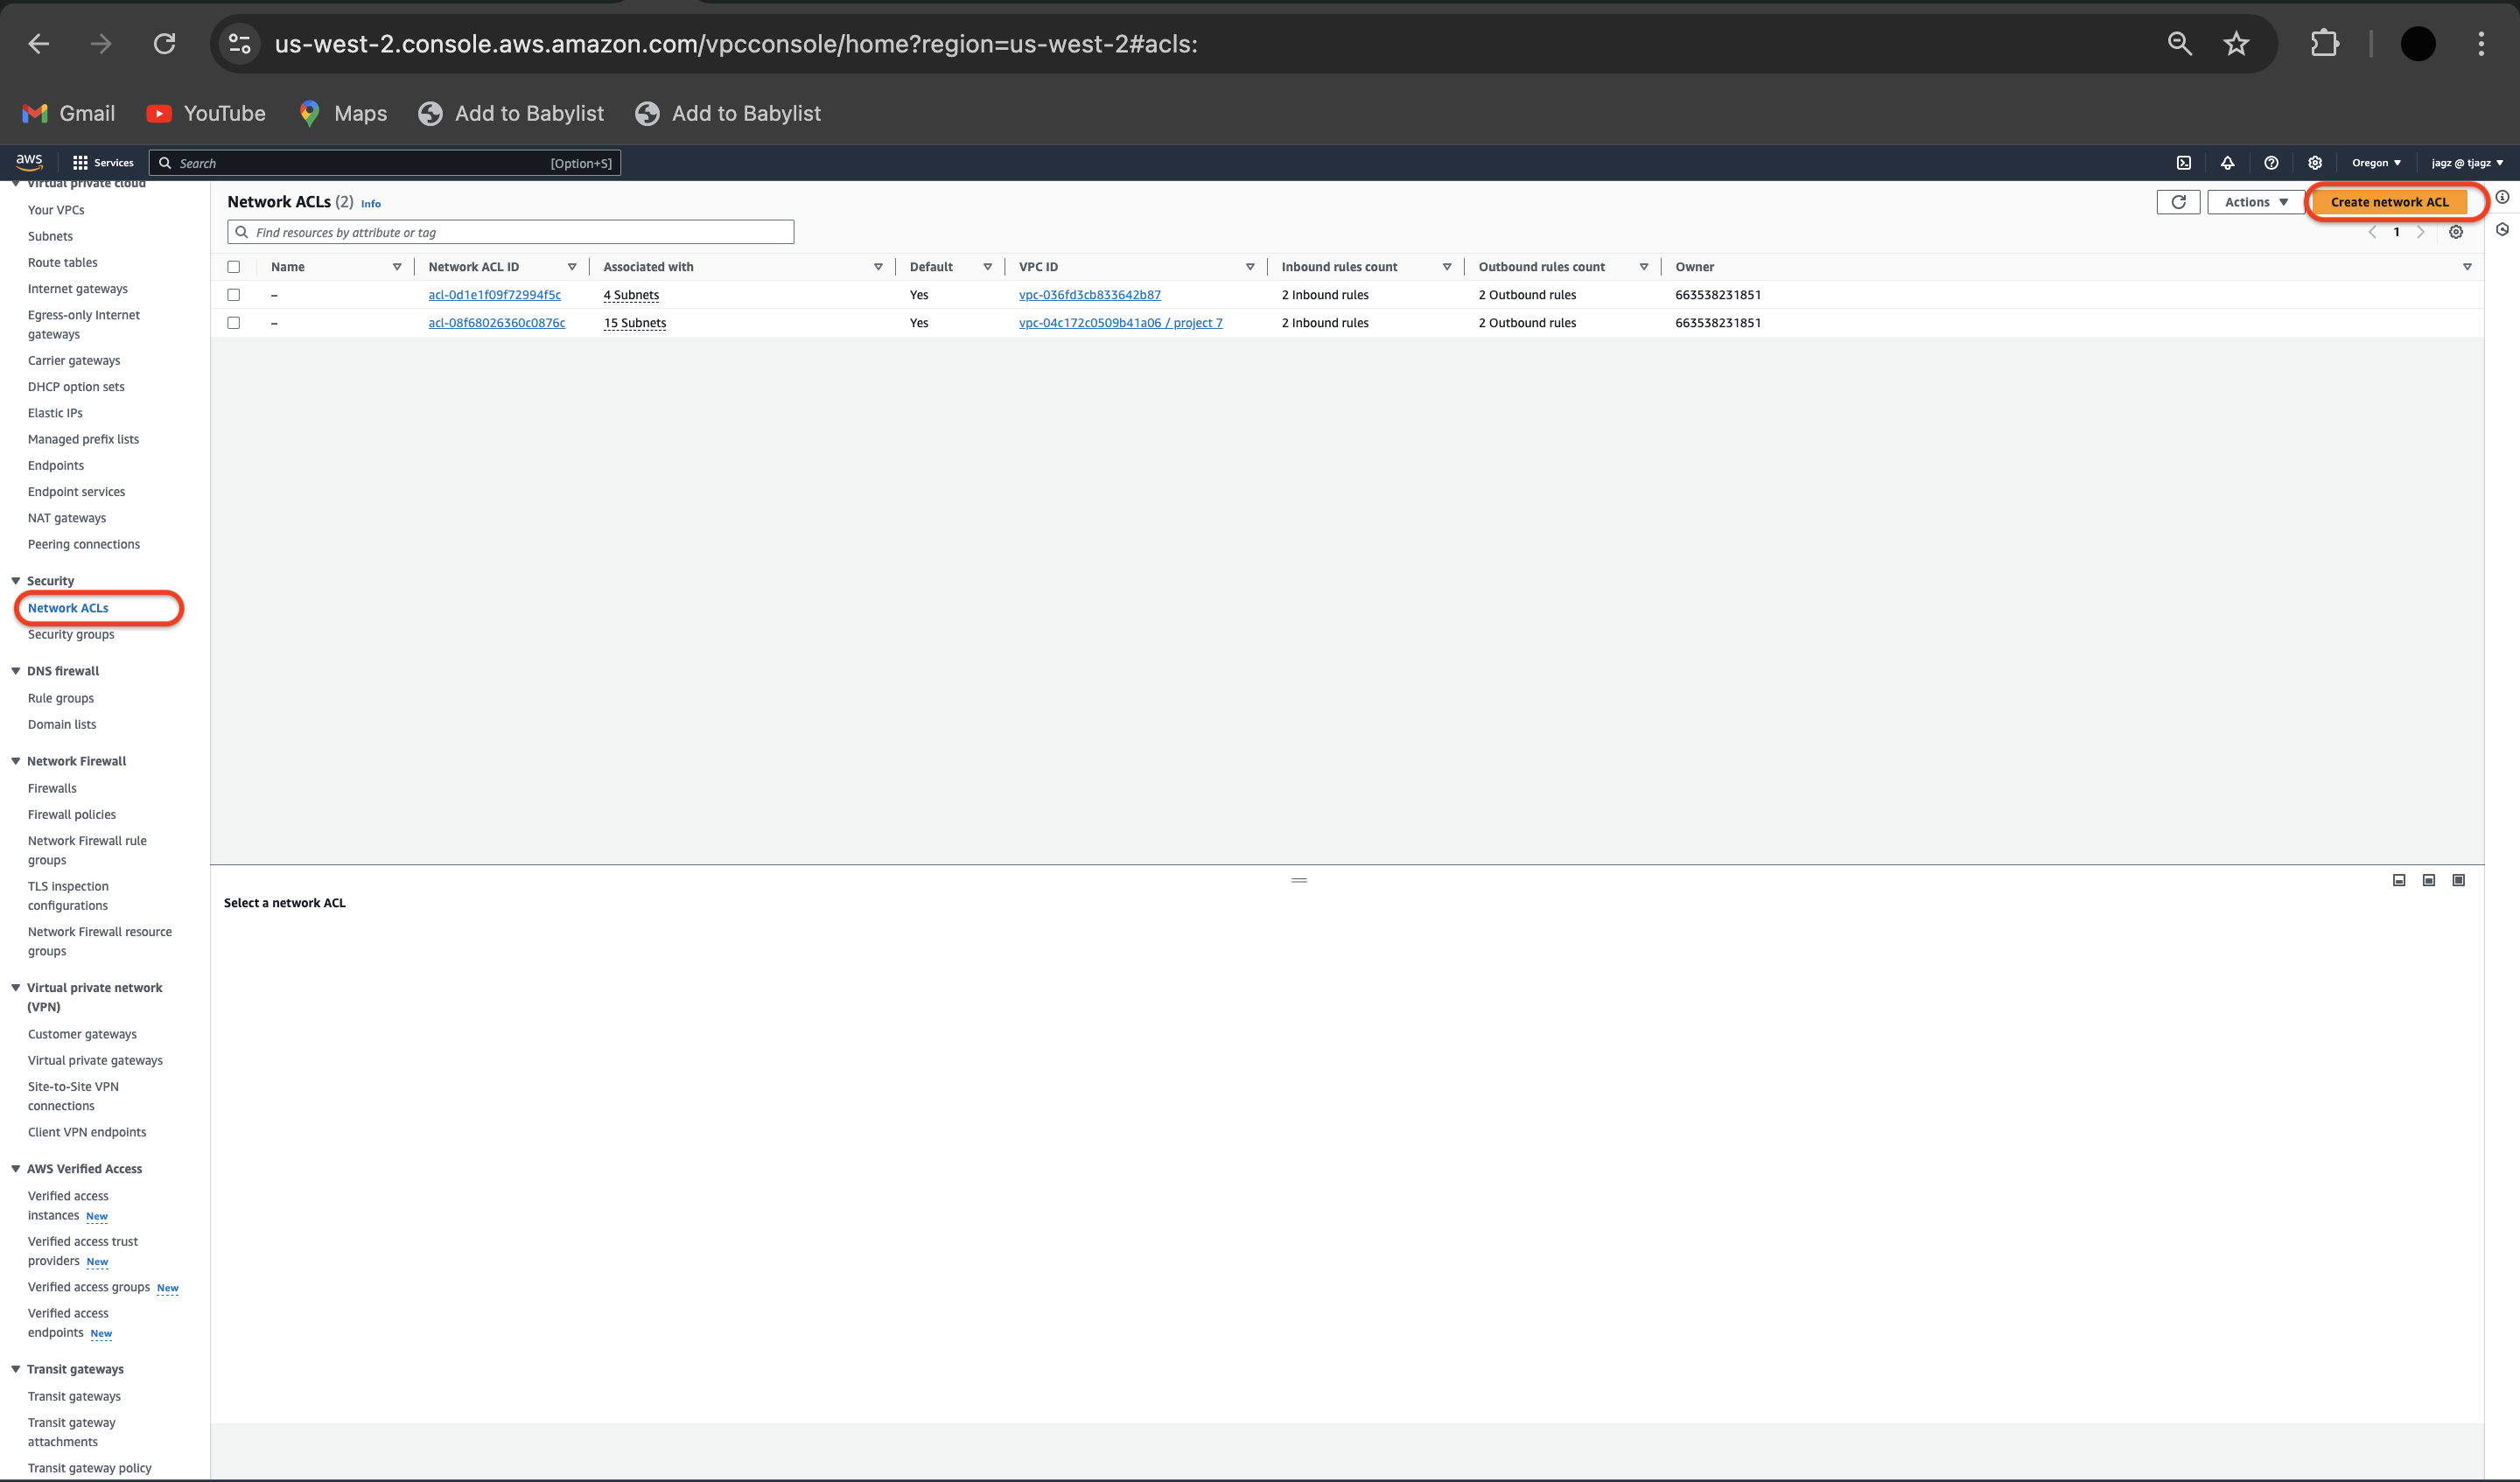 us-west-2.console.aws.amazon.com/vpcconsole/home?region=us-west-2#acls:
Gmail YouTube Maps Add to Babylist Add to Babylist
aws Services Search [Option+S] Oregon jagz @ tjagz
Virtual private cloud
Your VPCs
Subnets
Route tables
Internet gateways
Egress-only Internet
gateways
Carrier gateways
DHCP option sets
Elastic IPs
Managed prefix lists
Endpoints
Endpoint services
NAT gateways
Peering connections
Security
Network ACLs
Security groups
DNS firewall
Rule groups
Domain lists
Network Firewall
Firewalls
Firewall policies
Network Firewall rule
groups
TLS inspection
configurations
Network Firewall resource
groups
Virtual private network
(VPN)
Customer gateways
Virtual private gateways
Site-to-Site VPN
connections
Client VPN endpoints
AWS Verified Access
Verified access
instances New
Verified access trust
providers New
Verified access groups New
Verified access
endpoints New
Transit gateways
Transit gateways
Transit gateway
attachments
Transit gateway policy
Network ACLs (2) Info Actions Create network ACL
Find resources by attribute or tag 1
Name Network ACL ID Associated with Default VPC ID Inbound rules count Outbound rules count Owner
– acl-0d1e1f09f72994f5c 4 Subnets Yes vpc-036fd3cb833642b87 2 Inbound rules 2 Outbound rules 663538231851
– acl-08f68026360c0876c 15 Subnets Yes vpc-04c172c0509b41a06 / project 7 2 Inbound rules 2 Outbound rules 663538231851
Select a network ACL